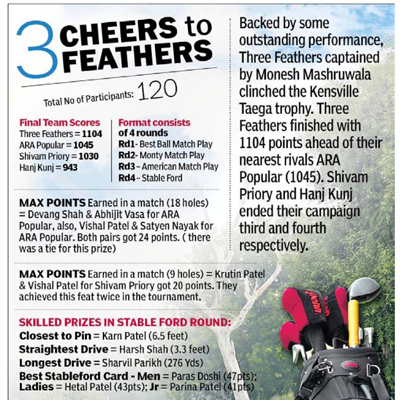 3 CHEERS to
FEATHERS
Total No of Participants: 120
Final Team Scores
Three Feathers = 1104
ARA Popular = 1045
Shivam Priory = 1030
Hanj Kunj = 943
Format consists
of 4 rounds
Rd1- Best Ball Match Play
Rd2- Monty Match Play
Rd3 - American Match Play
Rd4 - Stable Ford
Backed by some
outstanding performance,
Three Feathers captained
by Monesh Mashruwala
clinched the Kensville
Taega trophy. Three
Feathers finished with
1104 points ahead of their
nearest rivals ARA
Popular (1045). Shivam
Priory and Hanj Kunj
ended their campaign
third and fourth
respectively.
MAX POINTS Earned in a match (18 holes)
= Devang Shah & Abhijit Vasa for ARA
Popular, also, Vishal Patel & Satyen Nayak for
ARA Popular. Both pairs got 24 points. ( there
was a tie for this prize)
MAX POINTS Earned in a match (9 holes) = Krutin Patel
& Vishal Patel for Shivam Priory got 20 points. They
achieved this feat twice in the tournament.
SKILLED PRIZES IN STABLE FORD ROUND:
Closest to Pin = Karn Patel (6.5 feet)
Straightest Drive = Harsh Shah (3.3 feet)
Longest Drive = Sharvil Parikh (276 Yds)
Best Stableford Card - Men = Paras Doshi (47pts);
Ladies = Hetal Patel (43pts); Jr = Parina Patel (41pts)